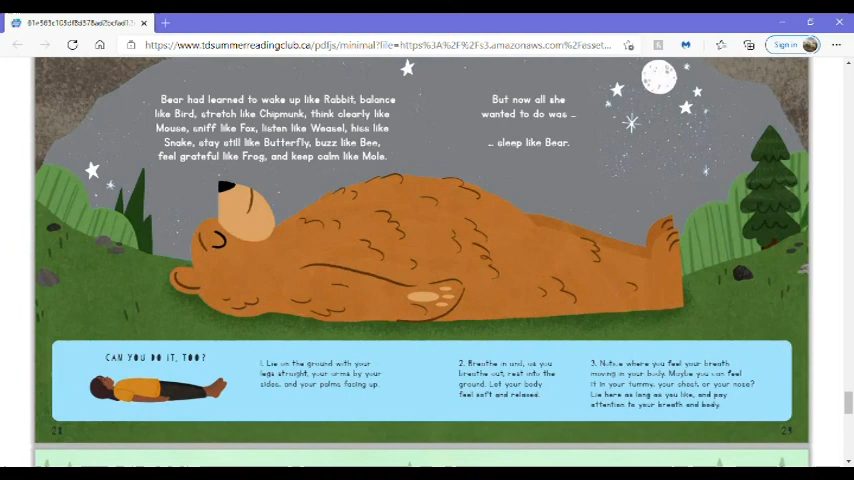 https://www.tdsummerreadingclub.ca/pdfjs/minimal?file=https%3A%2F%2Fs3.amazonaws.com%2Fasset...
Sign in
Bear had learned to wake up like Rabbit, balance
like Bird, stretch like Chipmunk, think clearly like
Mouse, sniff like Fox, listen like Weasel, hiss like
Snake, stay still like Butterfly, buzz like Bee,
feel grateful like Frog, and keep calm like Mole.
But now all she
wanted to do was ...
... sleep like Bear.
CAN YOU DO IT, TOO?
1. Lie on the ground with your
legs straight, your arms by your
sides, and your palms facing up.
2. Breathe in and, as you
breathe out, rest into the
ground. Let your body
feel soft and relaxed.
3. Notice where you feel your breath
moving in your body. Maybe you can feel
it in your tummy, your chest, or your nose?
Lie here as long as you like, and pay
attention to your breath and body.
28
29